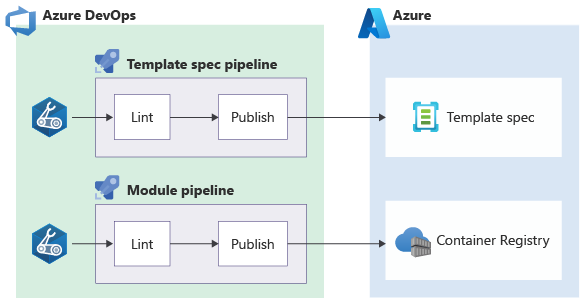 Azure DevOps
Azure
Template spec pipeline
Lint
Publish
Template spec
Module pipeline
Lint
Publish
Container Registry